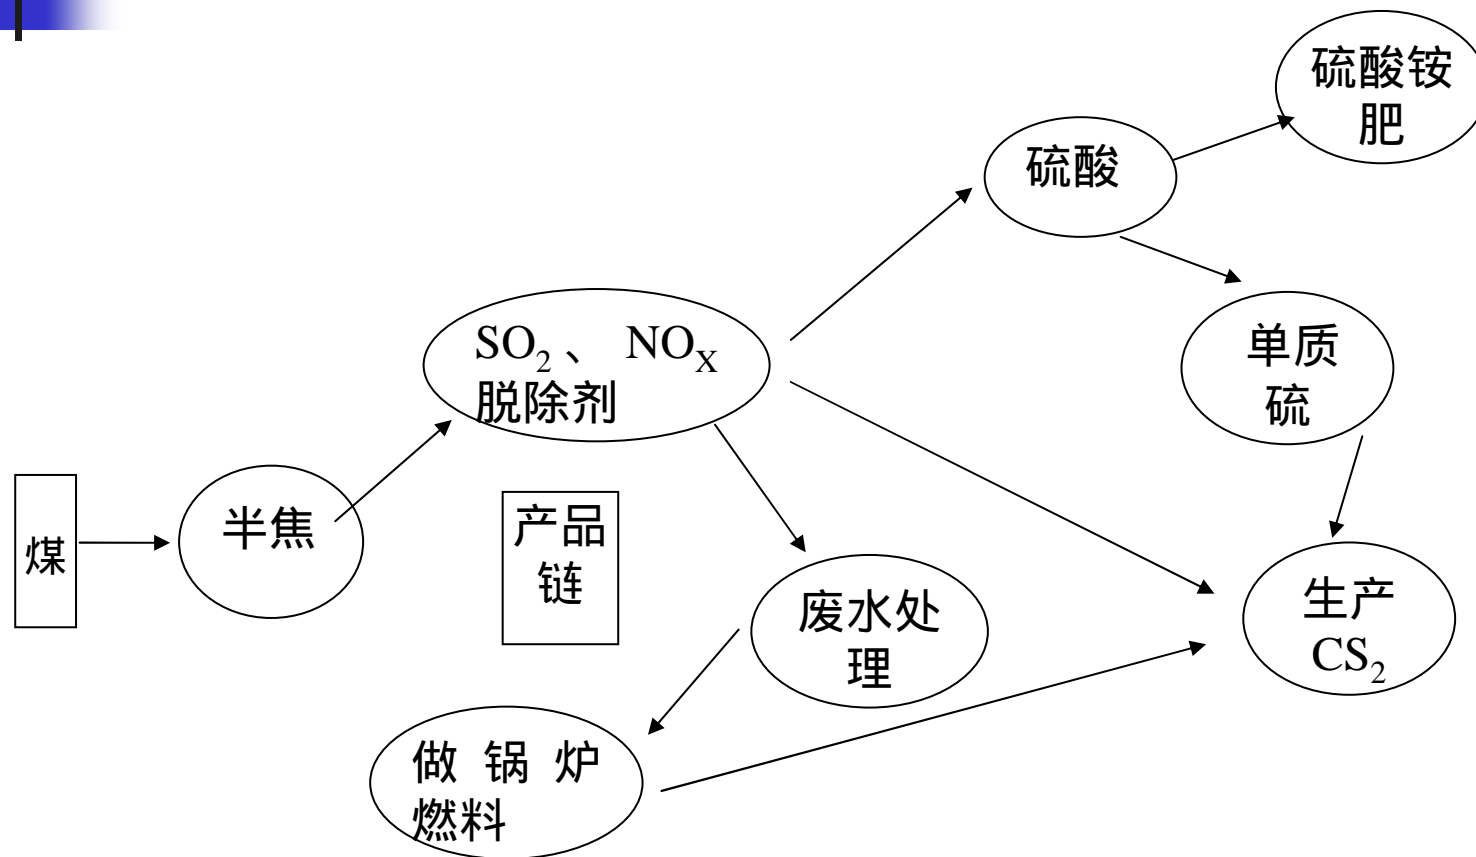 硫酸铵
肥
硫酸
单质
硫
SO₂、 NOX
脱除剂
煤
半焦
产品
链
废水处
理
生产
CS₂
做 锅 炉
燃料